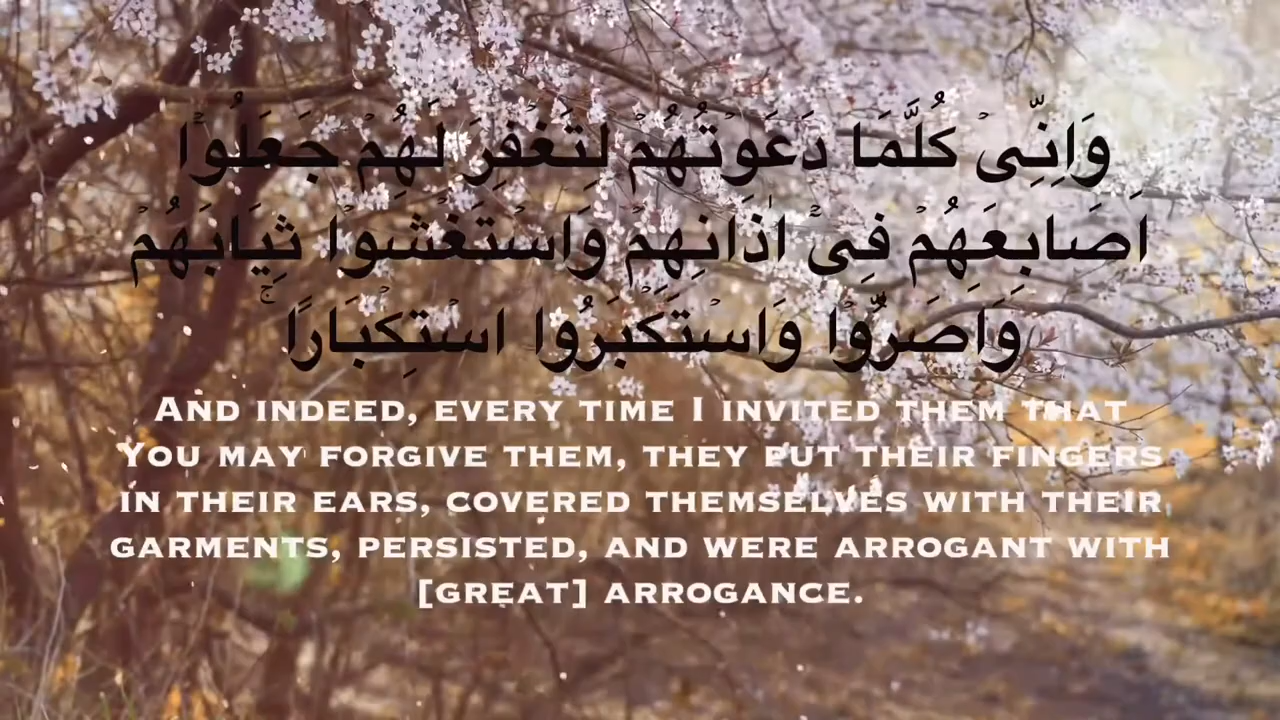 وَاِنِّىۡ كُلَّمَا دَعَوۡتُهُمۡ لِتَغۡفِرَ لَهُمۡ جَعَلُوۡۤا
اَصَابِعَهُمۡ فِىۡۤ اٰذَانِهِمۡ وَاسۡتَغۡشَوۡا ثِيَابَهُمۡ
وَاَصَرُّوۡا وَاسۡتَكۡبَرُوا اسۡتِكۡبَارًا‌ ۚ‏
And indeed, every time I invited them that
You may forgive them, they put their fingers
in their ears, covered themselves with their
garments, persisted, and were arrogant with
[great] arrogance.